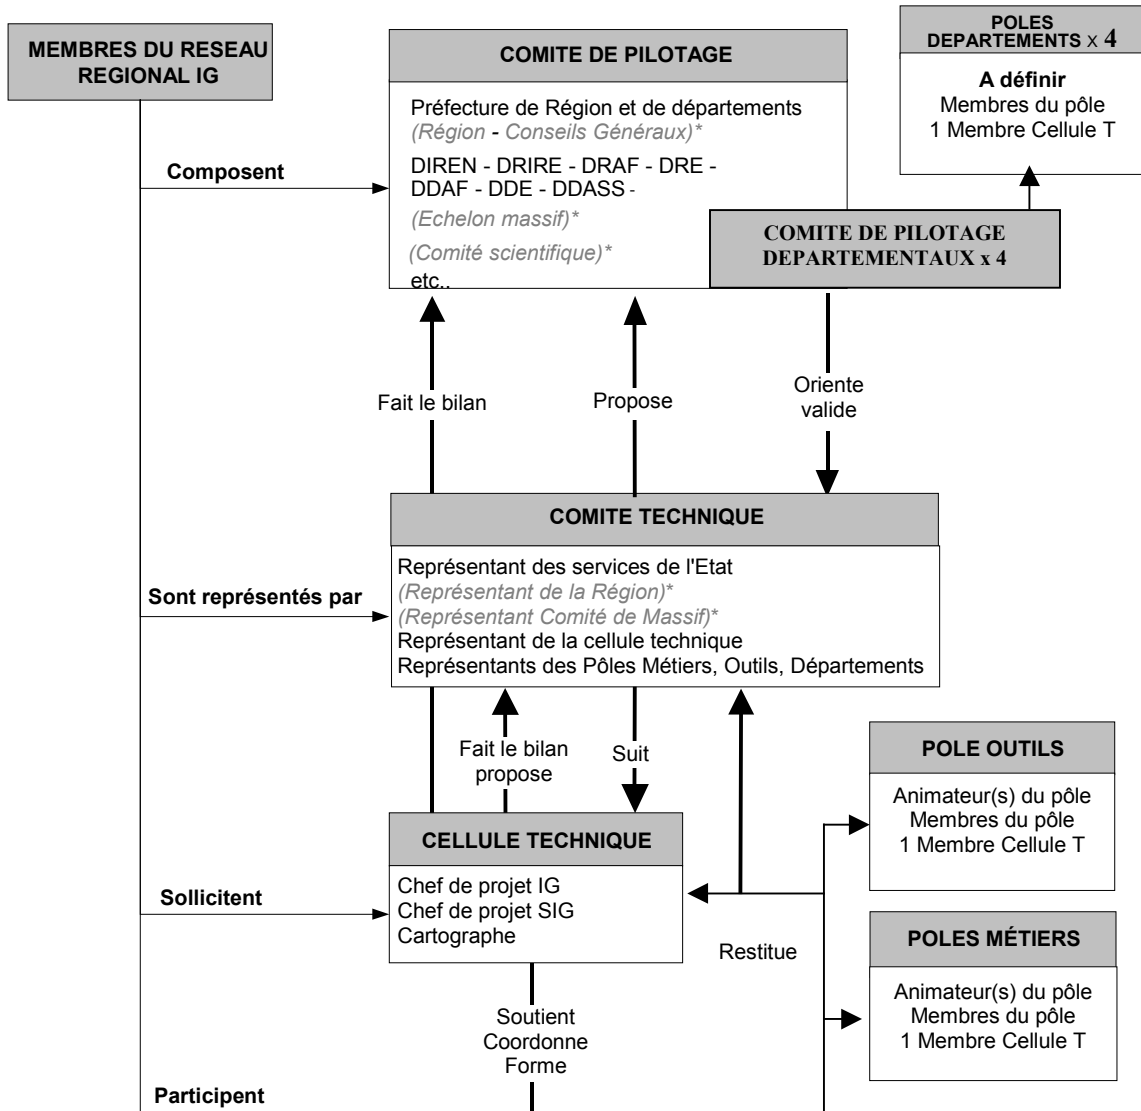 MEMBRES DU RESEAU
REGIONAL IG
COMITE DE PILOTAGE
Préfecture de Région et de départements
(Région - Conseils Généraux)*
DIREN - DRIRE - DRAF - DRE -
DDAF - DDE - DDASS -
(Echelon massif)*
(Comité scientifique)*
etc..
POLES
DEPARTEMENTS X 4
A définir
Membres du pôle
1 Membre Cellule T
COMITE DE PILOTAGE
DEPARTEMENTAUX x 4
Composent
Fait le bilan
Propose
Oriente
valide
COMITE TECHNIQUE
Représentant des services de l'Etat
(Représentant de la Région)*
(Représentant Comité de Massif)*
Représentant de la cellule technique
Représentants des Pôles Métiers, Outils, Départements
Sont représentés par
Fait le bilan
propose
Suit
POLE OUTILS
Animateur(s) du pôle
Membres du pôle
1 Membre Cellule T
CELLULE TECHNIQUE
Chef de projet IG
Chef de projet SIG
Cartographe
Sollicitent
Restitue
POLES MÉTIERS
Animateur(s) du pôle
Membres du pôle
1 Membre Cellule T
Soutient
Coordonne
Forme
Participent